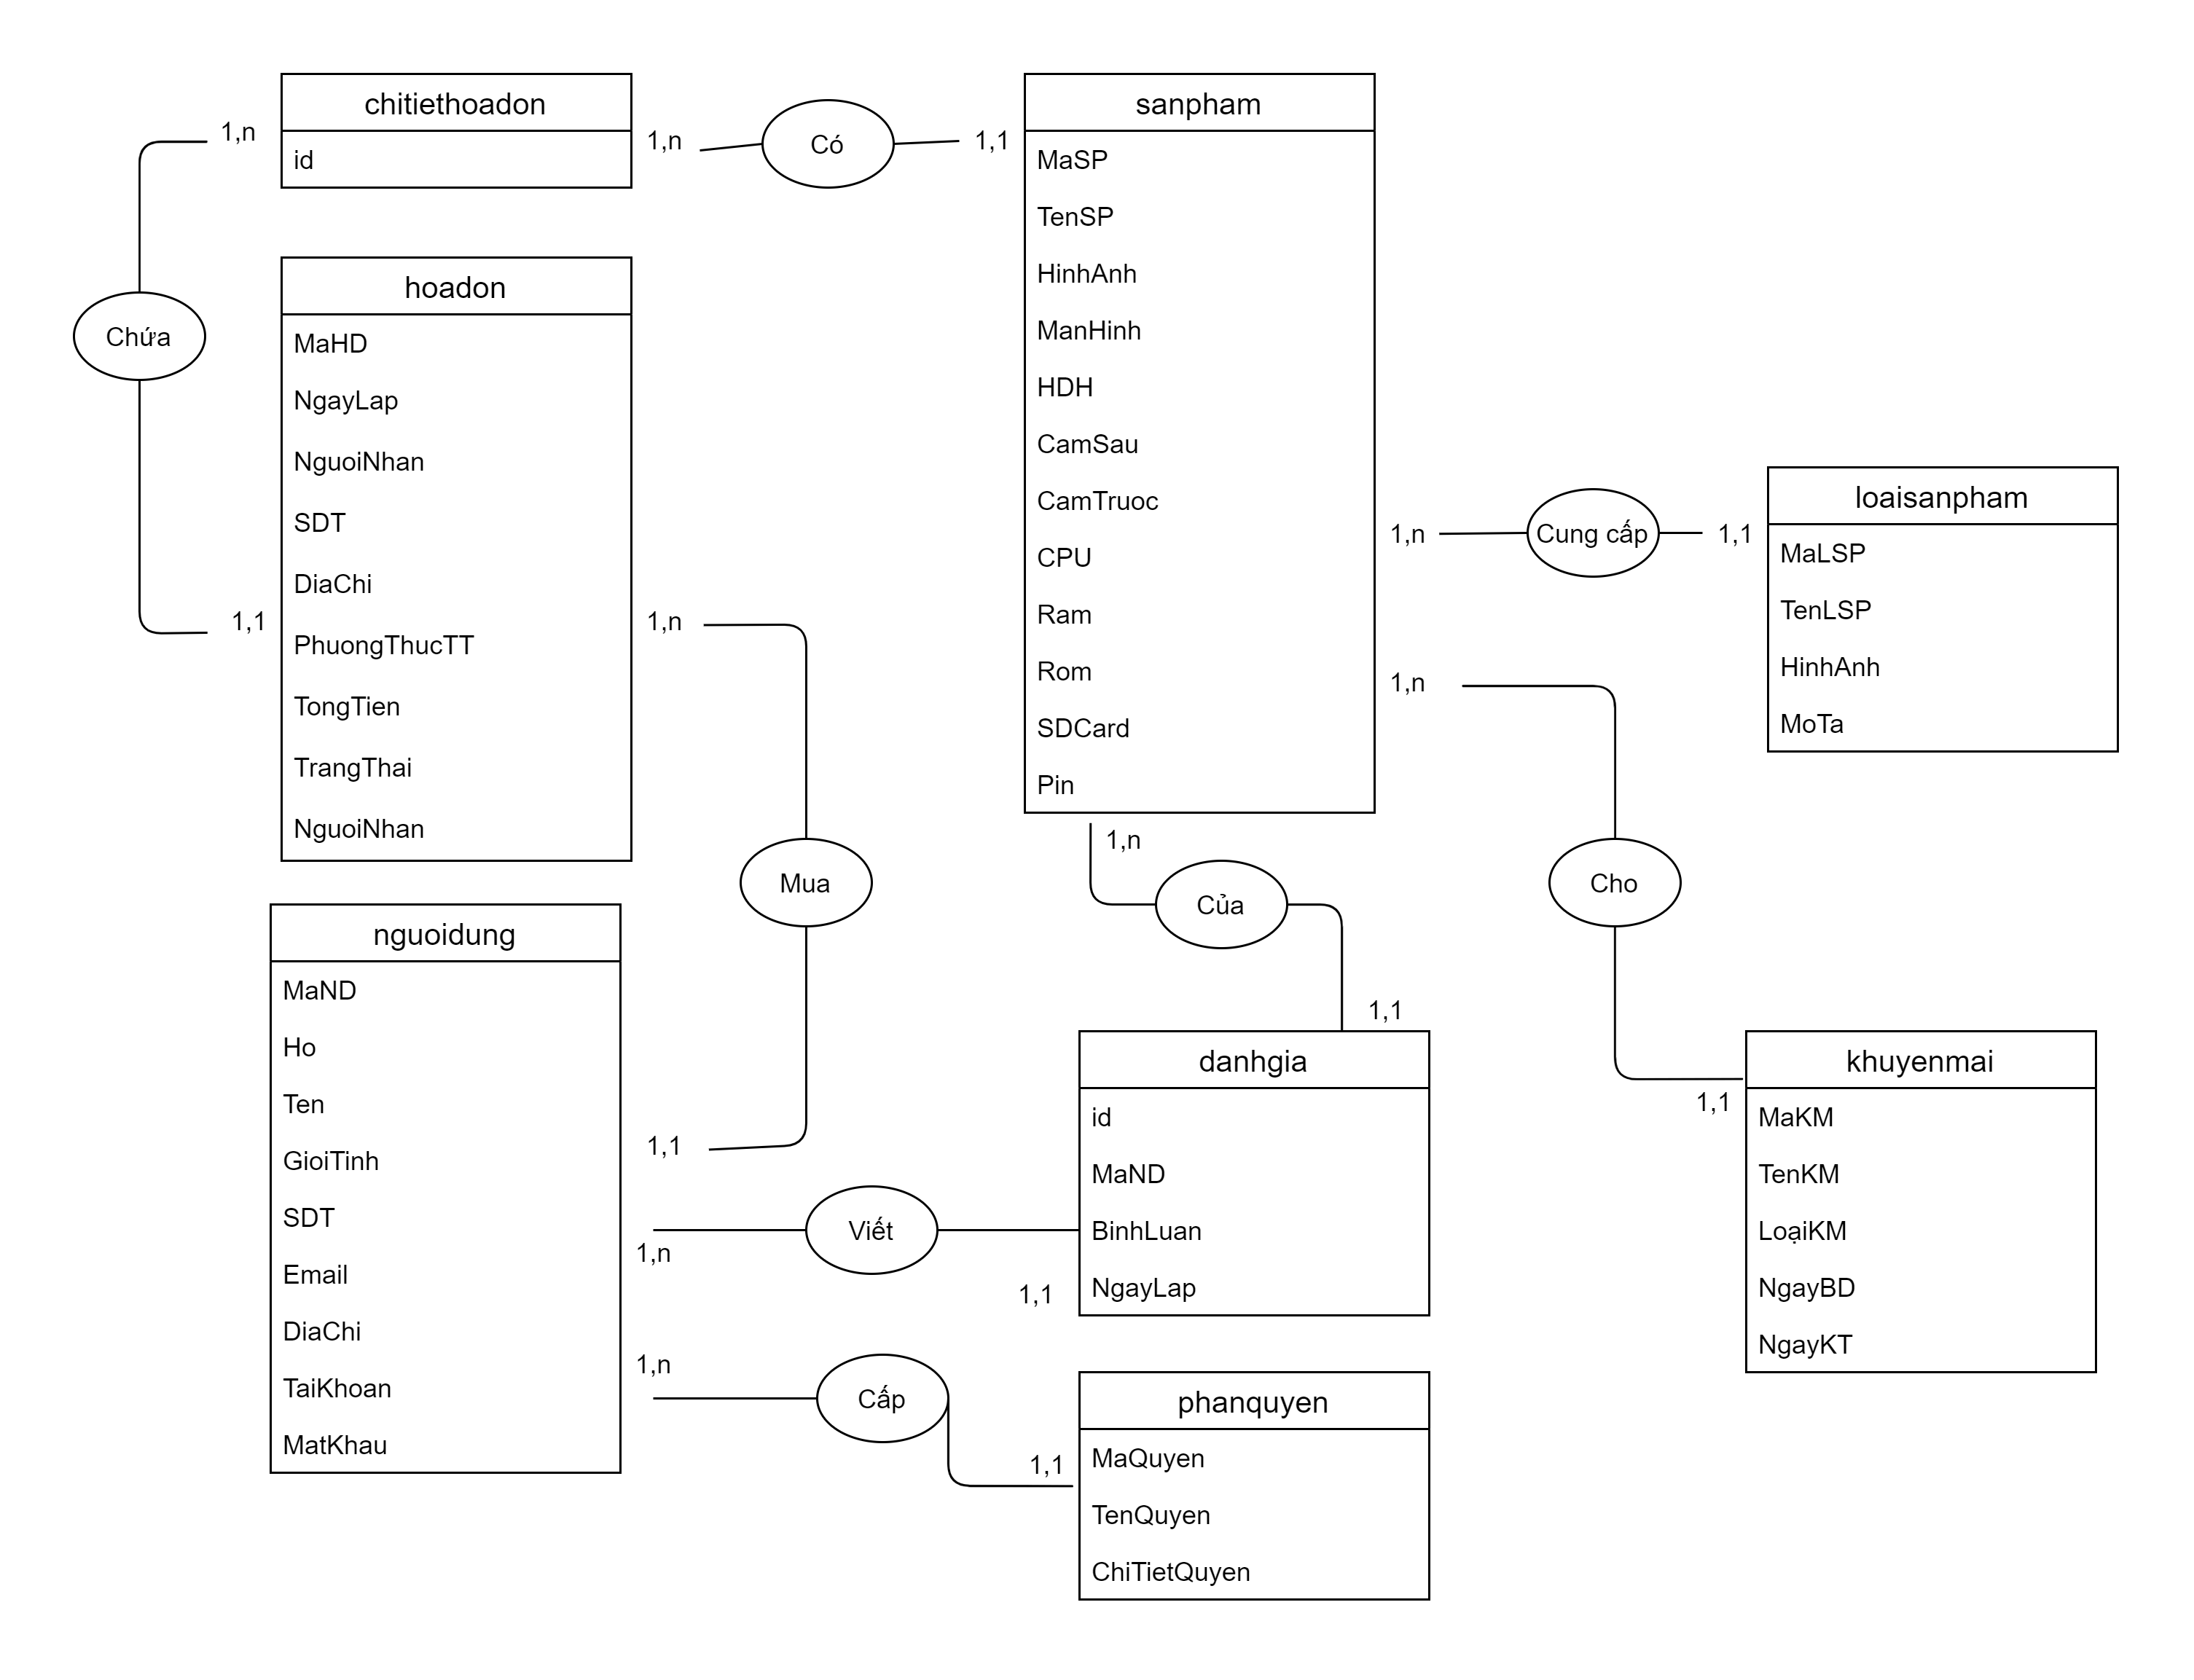 chitiethoadon
id
1,n
1,n
Có
1,1
sanpham
MaSP
TenSP
HinhAnh
ManHinh
HDH
CamSau
CamTruoc
CPU
Ram
Rom
SDCard
Pin
Chứa
1,1
hoadon
MaHD
NgayLap
NguoiNhan
SDT
DiaChi
PhuongThucTT
TongTien
TrangThai
NguoiNhan
1,n
Mua
1,1
1,n
Cung cấp
1,1
loaisanpham
MaLSP
TenLSP
HinhAnh
MoTa
1,n
Cho
1,1
1,n
Của
1,1
nguoidung
MaND
Ho
Ten
GioiTinh
SDT
Email
DiaChi
TaiKhoan
MatKhau
1,n
Viết
1,1
danhgia
id
MaND
BinhLuan
NgayLap
khuyenmai
MaKM
TenKM
LoạiKM
NgayBD
NgayKT
1,n
Cấp
1,1
phanquyen
MaQuyen
TenQuyen
ChiTietQuyen